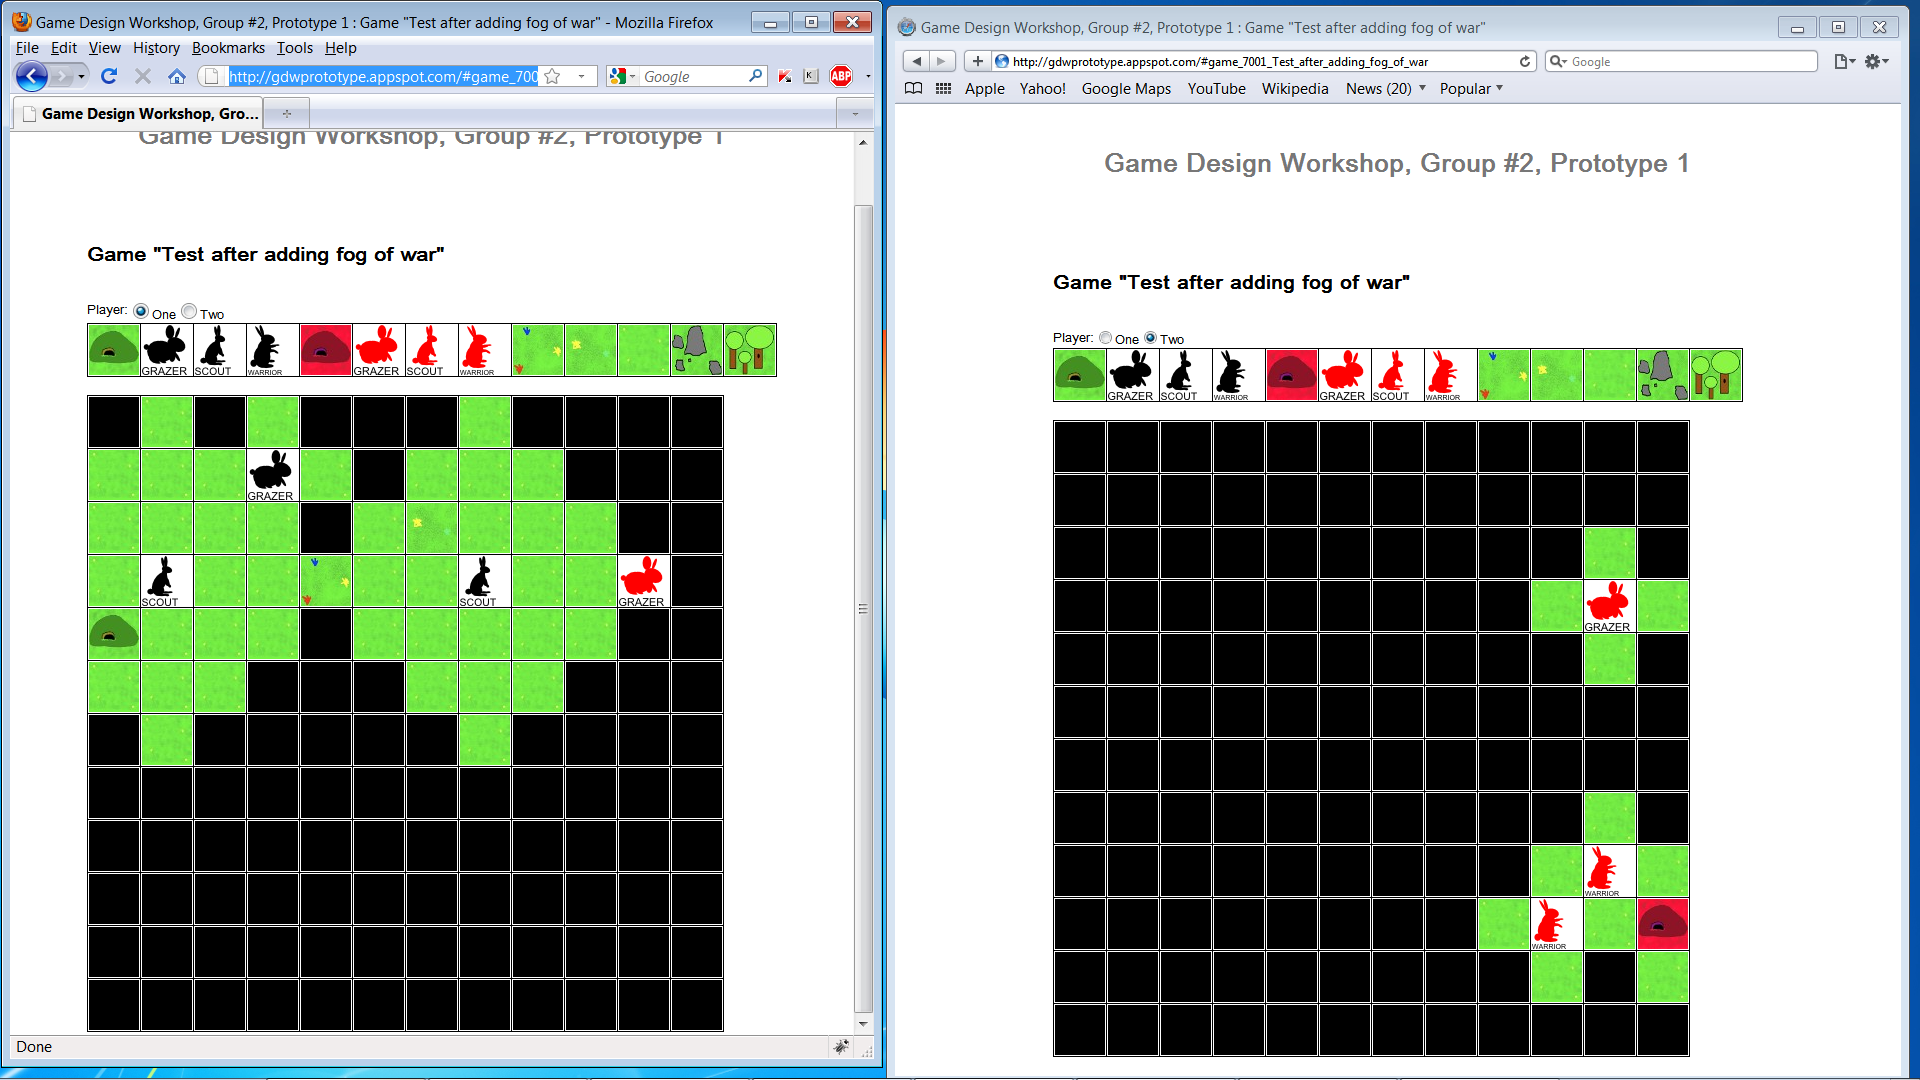 Game Design Workshop, Group #2, Prototype 1 : Game "Test after adding fog of war" - Mozilla Firefox
File Edit View History Bookmarks Tools Help
http://gdwprototype.appspot.com/#game_700
Google
K
ABP
Game Design Workshop, Gro...
Game Design Workshop, Group #2, Prototype 1
Game "Test after adding fog of war"
Player: One Two
GRAZER SCOUT WARRIOR GRAZER SCOUT WARRIOR
GRAZER
SCOUT SCOUT GRAZER
Done
Game Design Workshop, Group #2, Prototype 1 : Game "Test after adding fog of war"
http://gdwprototype.appspot.com/#game_7001_Test_after_adding_fog_of_war
Google
Apple Yahoo! Google Maps YouTube Wikipedia News (20) Popular
Game Design Workshop, Group #2, Prototype 1
Game "Test after adding fog of war"
Player: One Two
GRAZER SCOUT WARRIOR GRAZER SCOUT WARRIOR
GRAZER
WARRIOR
WARRIOR